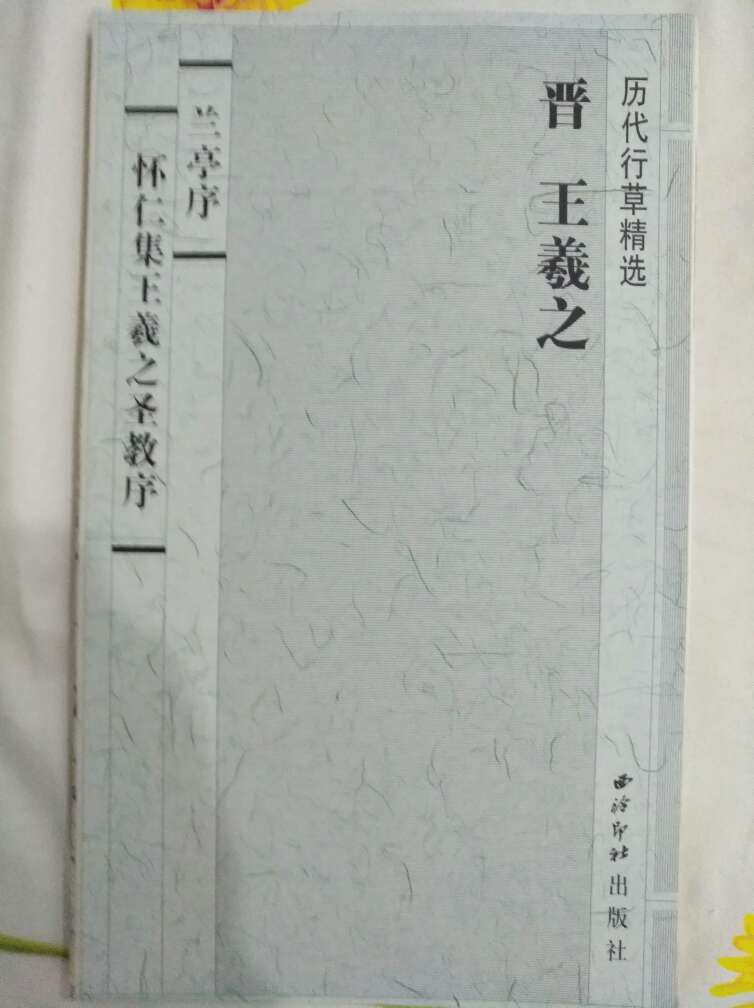 历代行草精选
晋 王羲之
兰亭序
怀仁集王羲之圣教序
西泠印社出版社